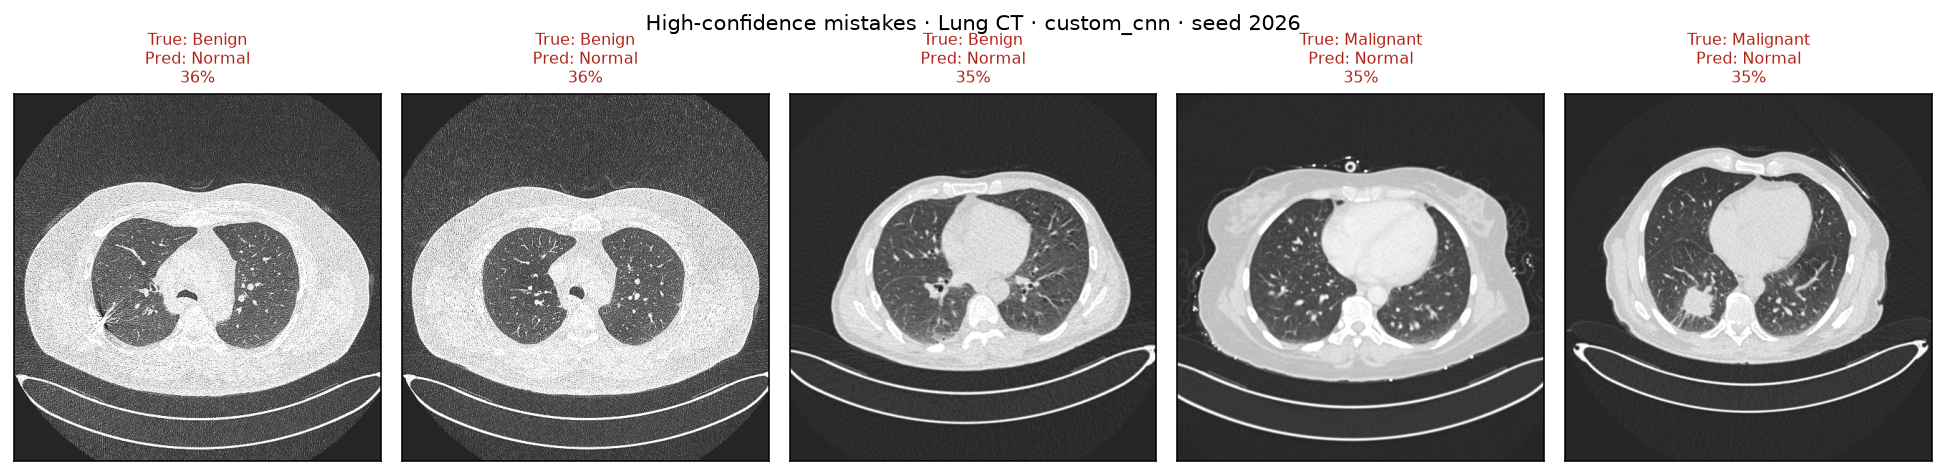 High-confidence mistakes · Lung CT · custom_cnn · seed 2026
True: Benign
Pred: Normal
36%
True: Benign
Pred: Normal
36%
True: Benign
Pred: Normal
35%
True: Malignant
Pred: Normal
35%
True: Malignant
Pred: Normal
35%